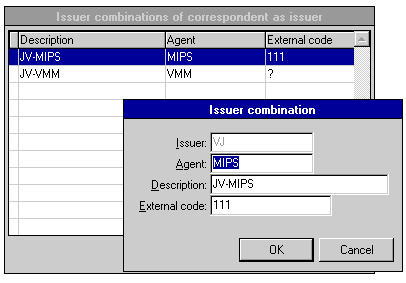 Issuer combinations of correspondent as issuer
Description Agent External code
JV-MIPS MIPS 111
JV-VMM VMM ?
Issuer combination
Issuer: VJ
Agent: MIPS
Description: JV-MIPS
External code: 111
OK Cancel